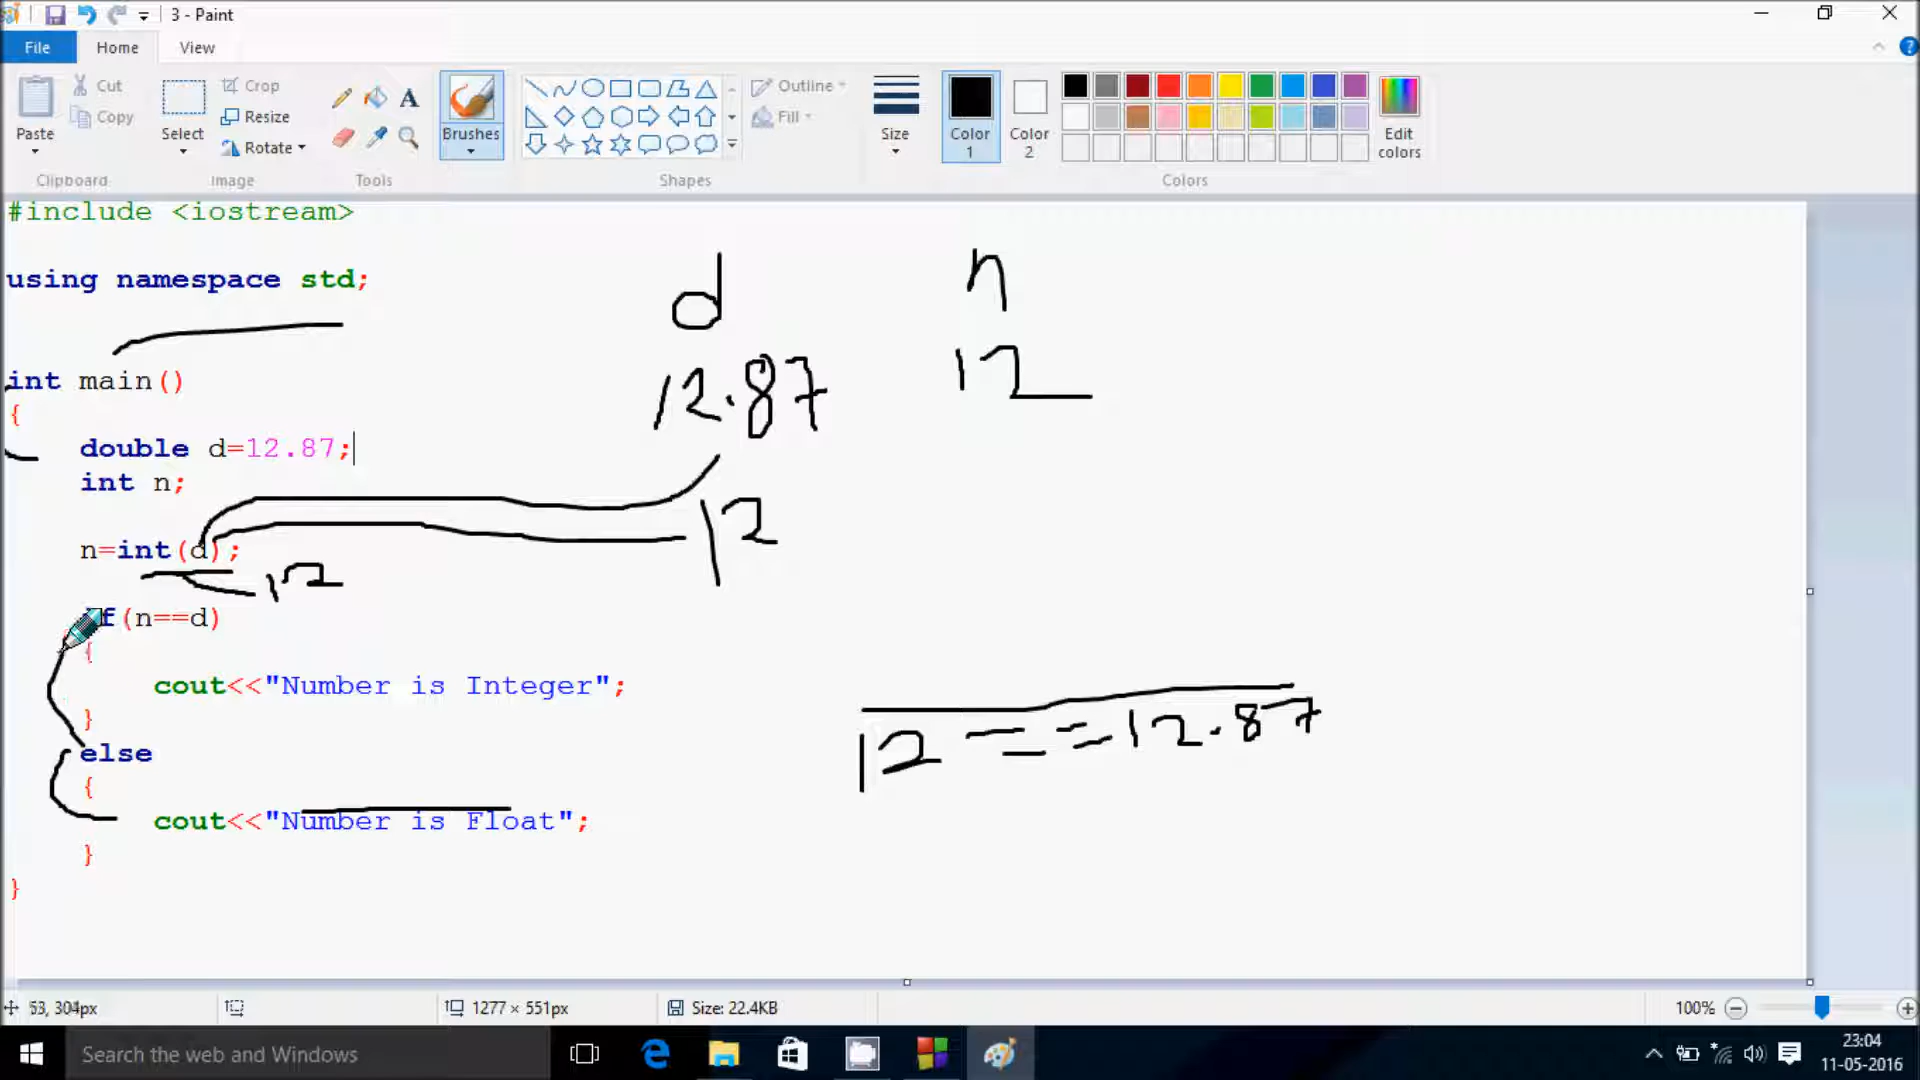 3 - Paint
File Home View
Paste
Cut
Copy
Clipboard
Select
Crop
Resize
Rotate
Image
Tools
Brushes
Shapes
Outline
Fill
Size
Color 1
Color 2
Edit colors
Colors
#include <iostream>
using namespace std;
int main()
{
double d=12.87;
int n;
n=int(d);
12
if(n==d)
{
cout<<"Number is Integer";
}
else
{
cout<<"Number is Float";
}
}
d n
12.87 12
12
12 == 12.87
53, 304px
1277 × 551px
Size: 22.4KB
100%
Search the web and Windows
23:04
11-05-2016